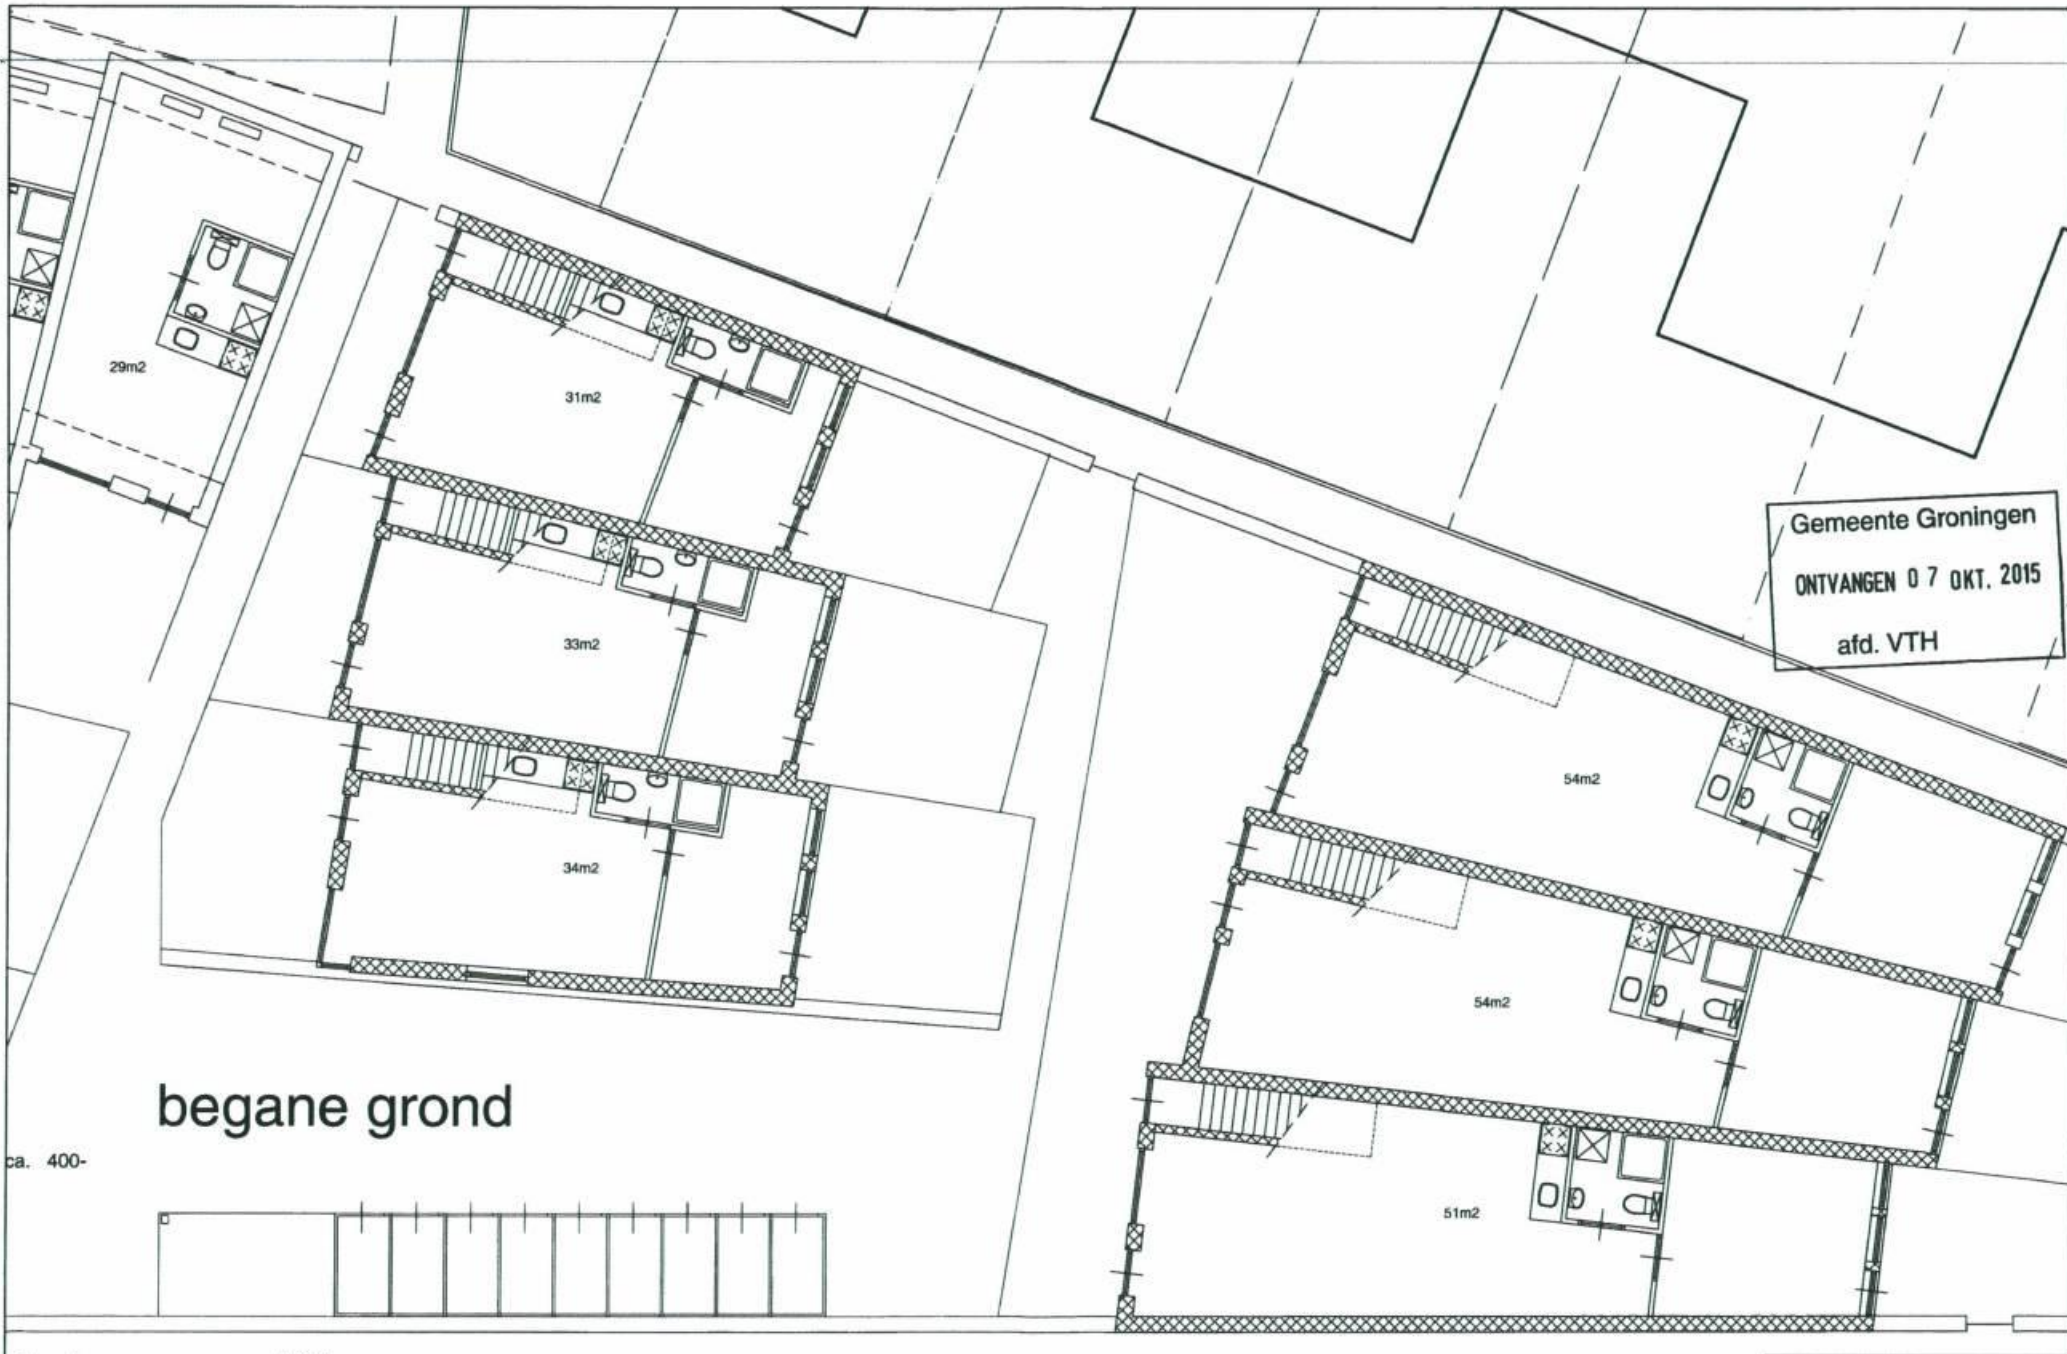 29m2
31m2
33m2
34m2
Gemeente Groningen
ONTVANGEN 07 OKT. 2015
afd. VTH
54m2
54m2
51m2
begane grond
ca. 400-